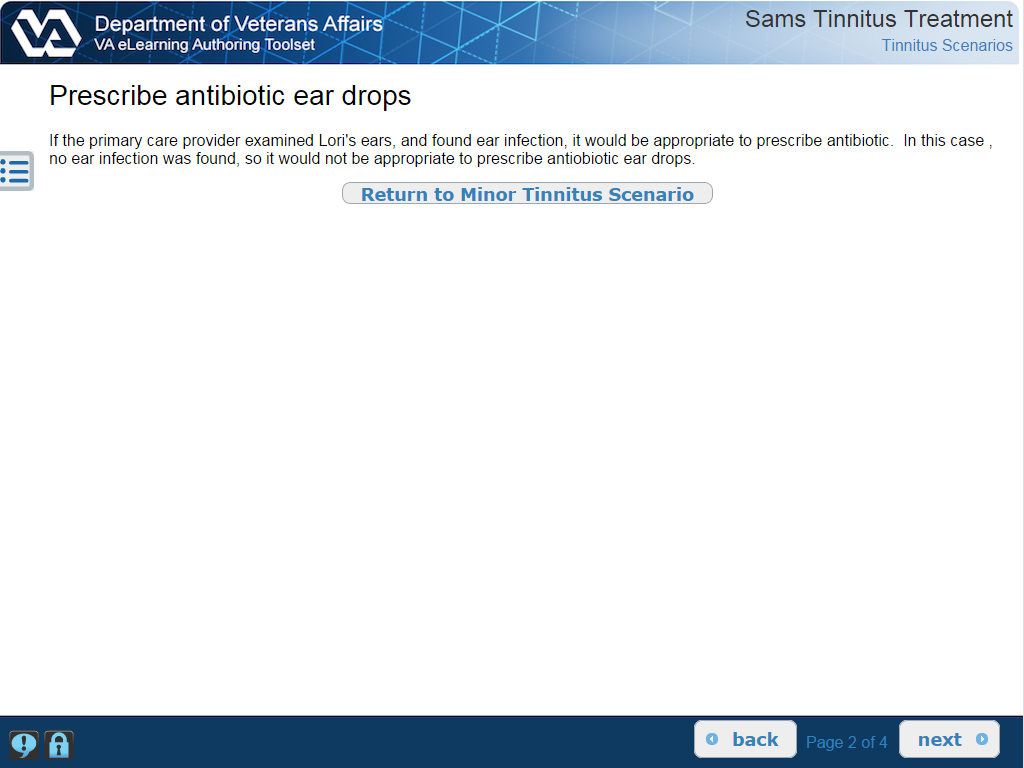 VA
Department of Veterans Affairs
VA eLearning Authoring Toolset
Sams Tinnitus Treatment
Tinnitus Scenarios
Prescribe antibiotic ear drops
If the primary care provider examined Lori's ears, and found ear infection, it would be appropriate to prescribe antibiotic.  In this case ,
no ear infection was found, so it would not be appropriate to prescribe antiobiotic ear drops.
Return to Minor Tinnitus Scenario
back
Page 2 of 4
next